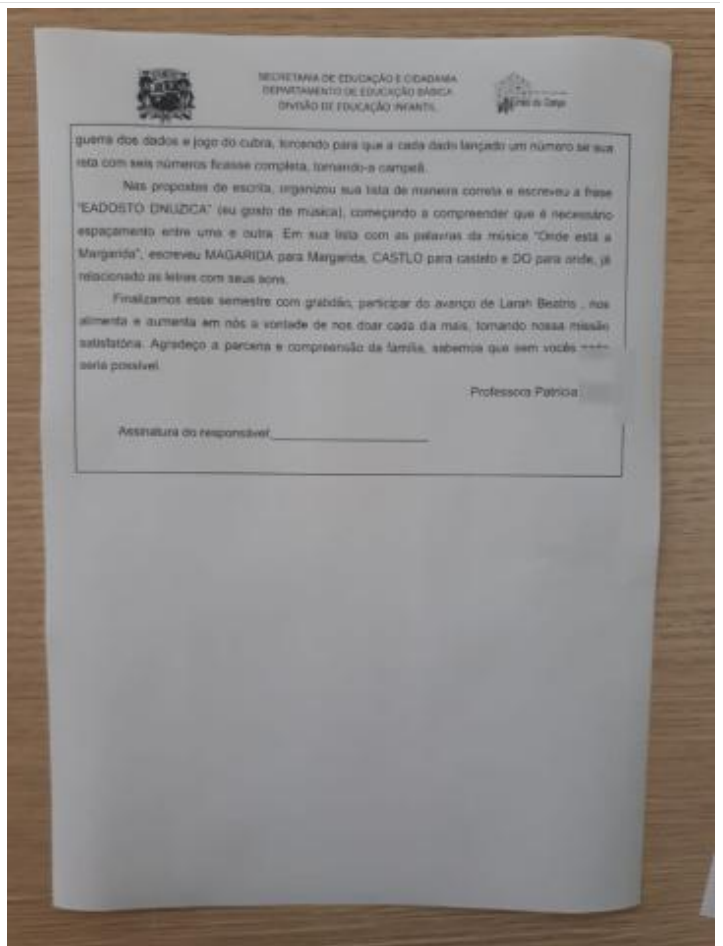 SECRETARIA DE EDUCAÇÃO E CIDADANIA
DEPARTAMENTO DE EDUCAÇÃO BÁSICA
DIVISÃO DE EDUCAÇÃO INFANTIL
guerra dos dados e jogo do cubra, torcendo para que a cada dado lançado um número se sua
reta com seis números ficasse completa, tornando-a campeã.
Nas propostas de escrita, organizou sua lista de maneira correta e escreveu a frase
"EADOSTO DNUZICA" (eu gosto de música), começando a compreender que é necessário
espaçamento entre uma e outra. Em sua lista com as palavras da música "Onde está a
Margarida", escreveu MAGARIDA para Margarida, CASTLO para castelo e DO para onde, já
relacionado as letras com seus sons.
Finalizamos esse semestre com gratidão, participar do avanço de Larah Beatris , nos
alimenta e aumenta em nós a vontade de nos doar cada dia mais, tornando nossa missão
satisfatória. Agradeço a parceria e compreensão da família, sabemos que sem vocês
seria possível.
Professora Patricia
Assinatura do responsável: